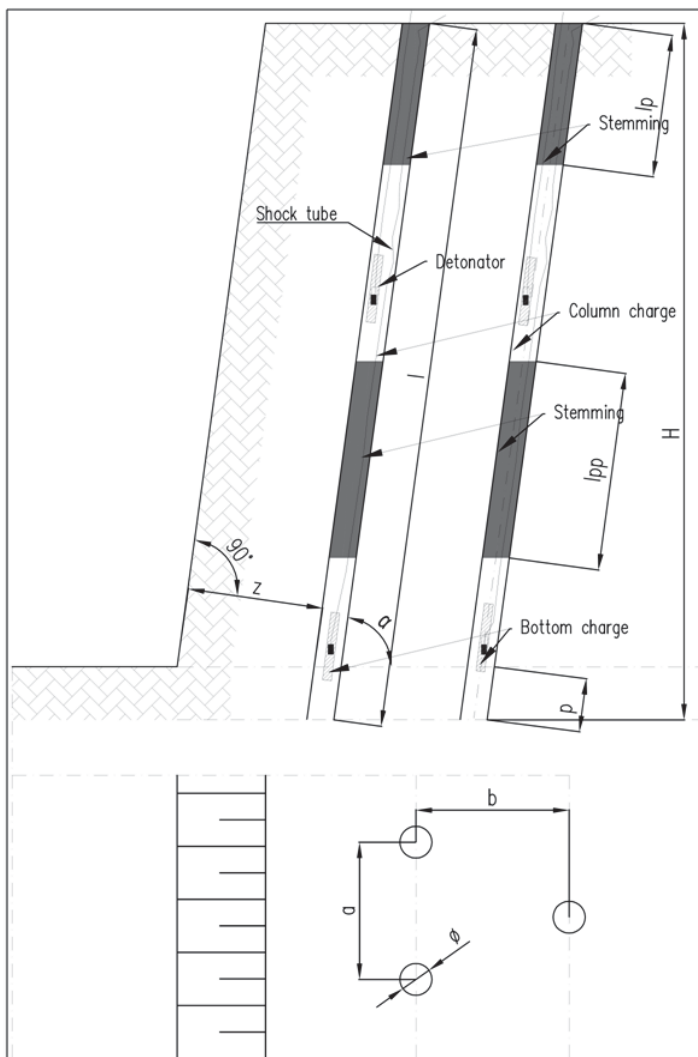 lp
Stemming
Shock tube
Detonator
Column charge
l
H
Stemming
lpp
90°
z
α
Bottom charge
p
b
a
ø